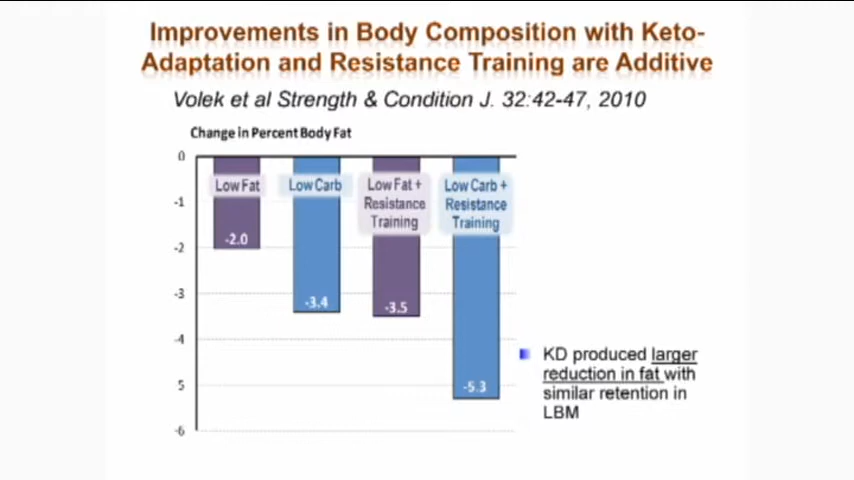 Improvements in Body Composition with Keto-
Adaptation and Resistance Training are Additive
Volek et al Strength & Condition J. 32:42-47, 2010
Change in Percent Body Fat
0
-1
-2
-3
-4
5
-6
Low Fat
-2.0
Low Carb
-3.4
Low Fat +
Resistance
Training
-3.5
Low Carb +
Resistance
Training
-5.3
KD produced larger
reduction in fat with
similar retention in
LBM